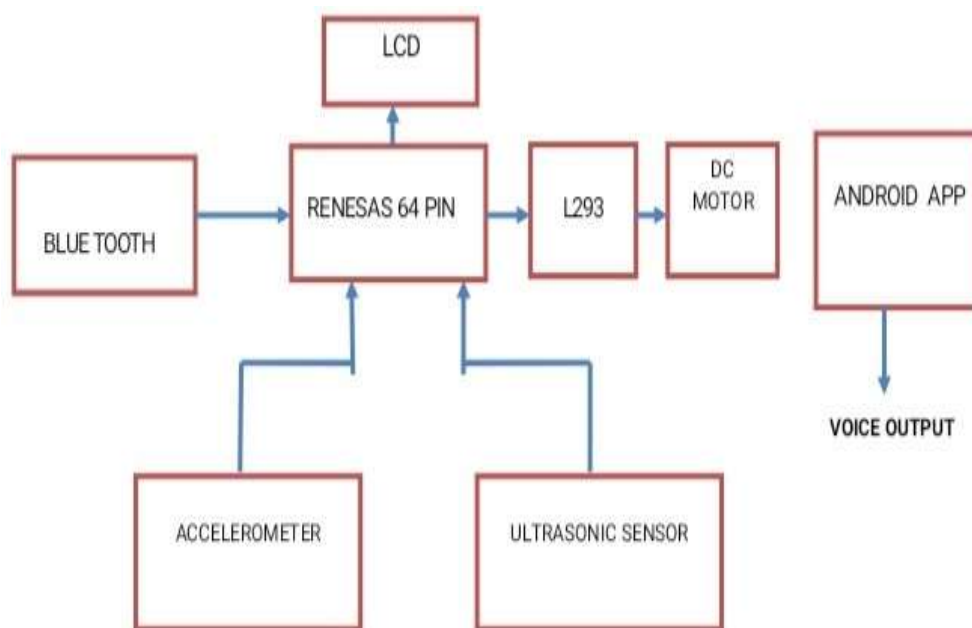 LCD
BLUE TOOTH
RENESAS 64 PIN
L293
DC
MOTOR
ANDROID APP
VOICE OUTPUT
ACCELEROMETER
ULTRASONIC SENSOR